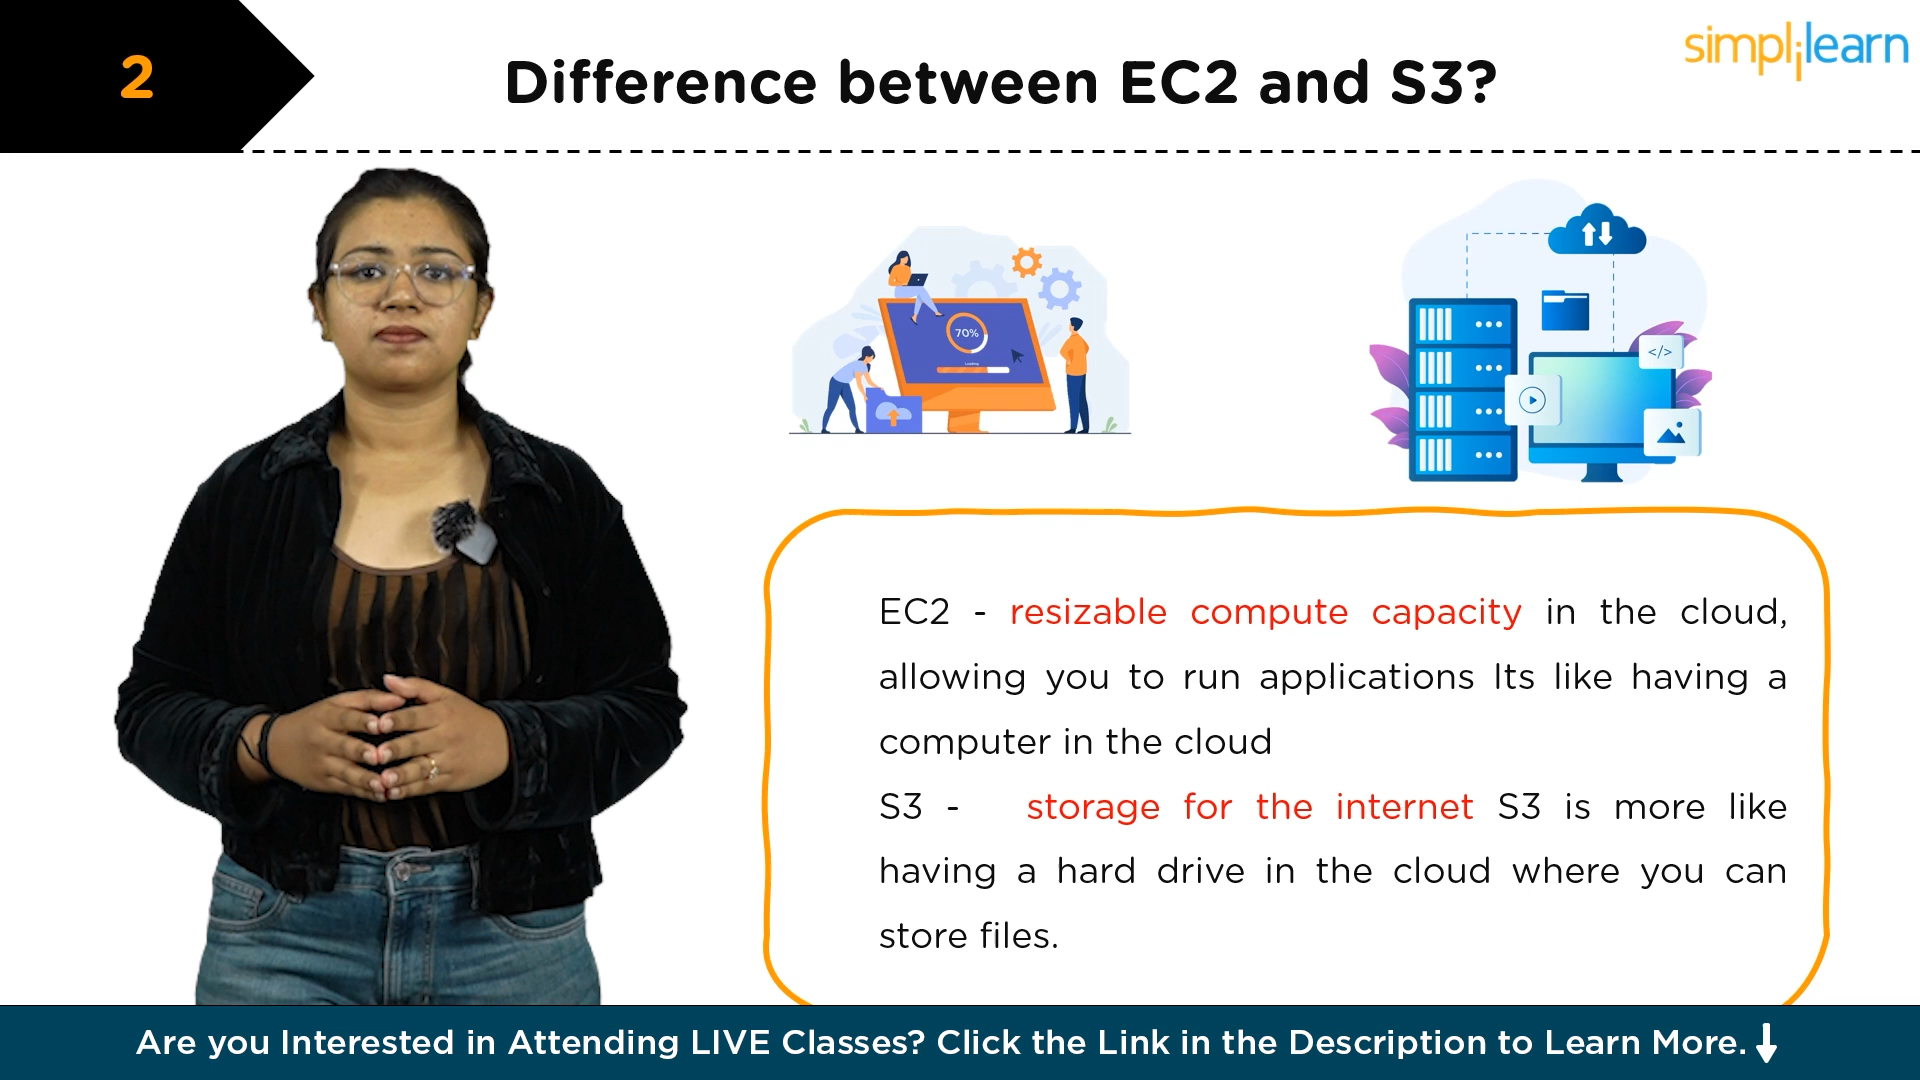 2
Difference between EC2 and S3?
simplilearn
70%
Loading
</>
EC2 - resizable compute capacity in the cloud,
allowing you to run applications Its like having a
computer in the cloud
S3 - storage for the internet S3 is more like
having a hard drive in the cloud where you can
store files.
Are you Interested in Attending LIVE Classes? Click the Link in the Description to Learn More.